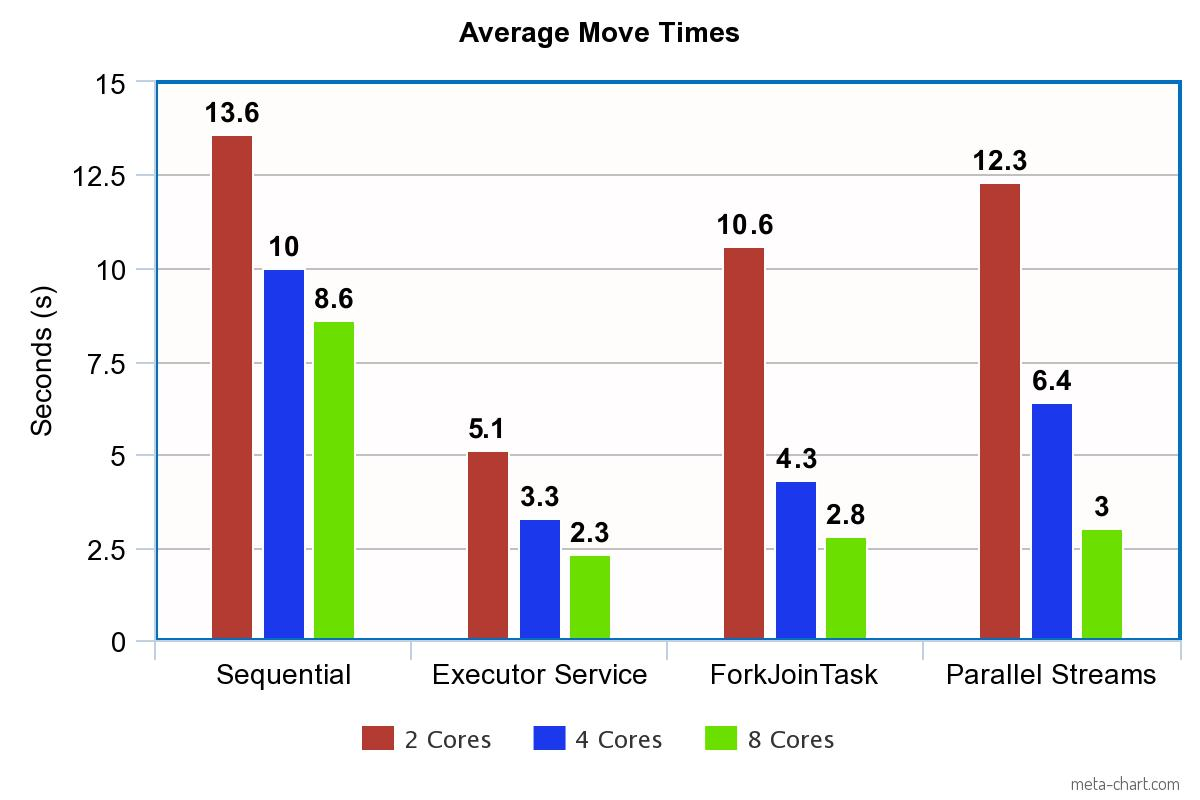 Average Move Times
15
12.5
10
7.5
5
2.5
0
Seconds (s)
13.6
10
8.6
5.1
3.3
2.3
10.6
4.3
2.8
12.3
6.4
3
Sequential
Executor Service
ForkJoinTask
Parallel Streams
2 Cores
4 Cores
8 Cores
meta-chart.com